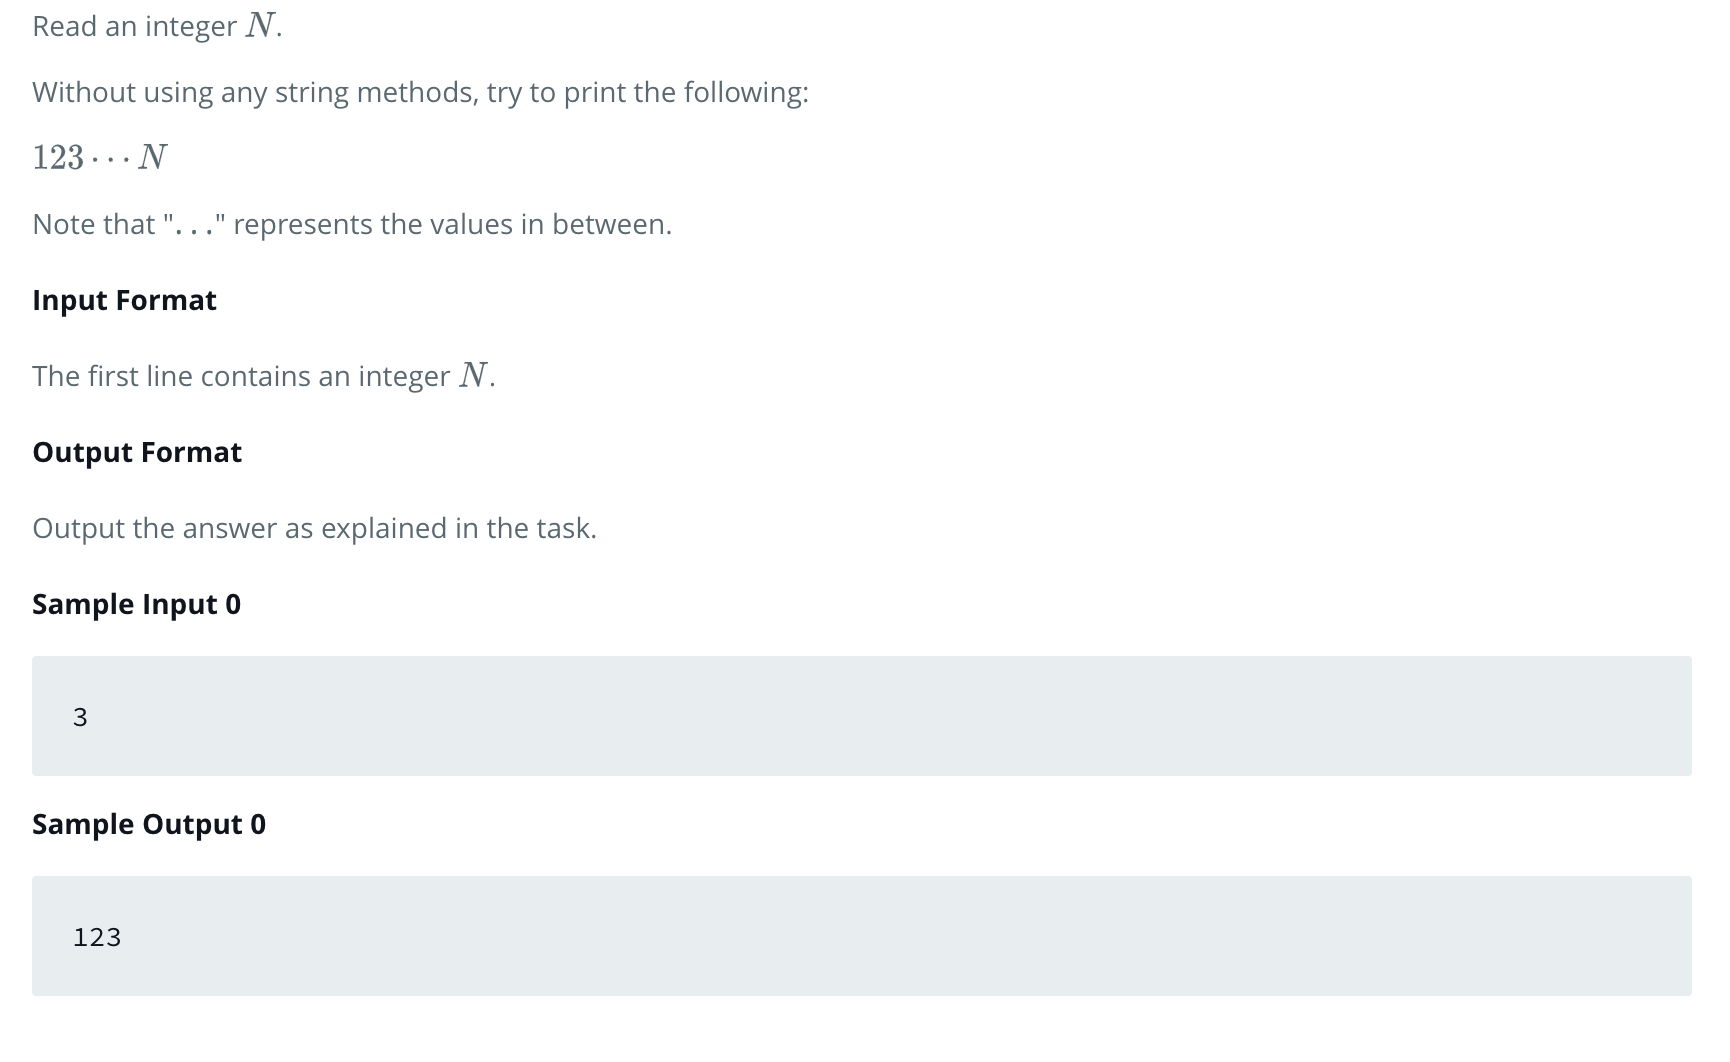 Read an integer N.
Without using any string methods, try to print the following:
123 ··· N
Note that "..." represents the values in between.
Input Format
The first line contains an integer N.
Output Format
Output the answer as explained in the task.
Sample Input 0
3
Sample Output 0
123